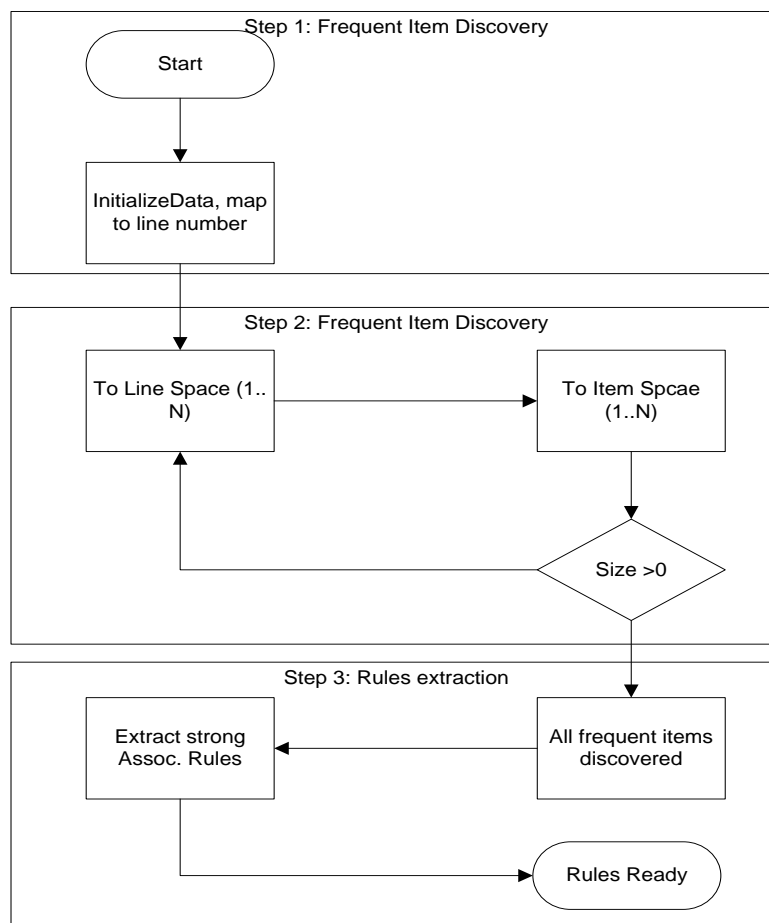 Step 1: Frequent Item Discovery
Start
InitializeData, map
to line number
Step 2: Frequent Item Discovery
To Line Space (1..
N)
To Item Spcae
(1..N)
Size >0
Step 3: Rules extraction
Extract strong
Assoc. Rules
All frequent items
discovered
Rules Ready